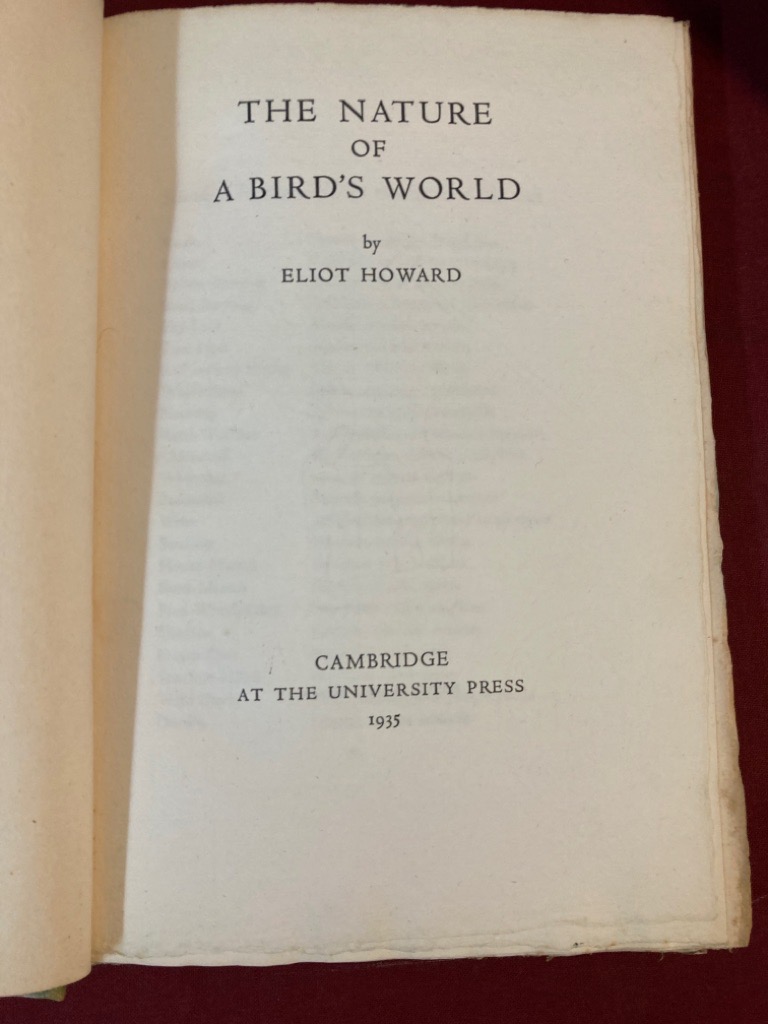 THE NATURE
OF
A BIRD'S WORLD
by
ELIOT HOWARD
CAMBRIDGE
AT THE UNIVERSITY PRESS
1935